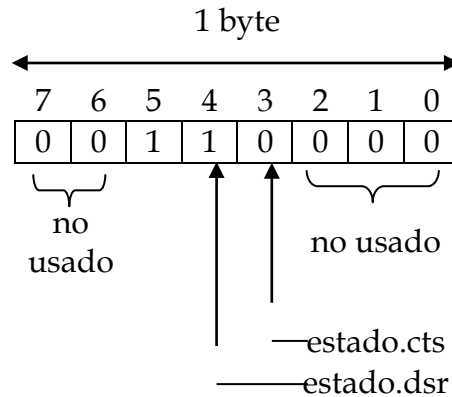 1 byte
7 6 5 4 3 2 1 0
0 0 1 1 0 0 0 0
no
usado
no usado
estado.cts
estado.dsr